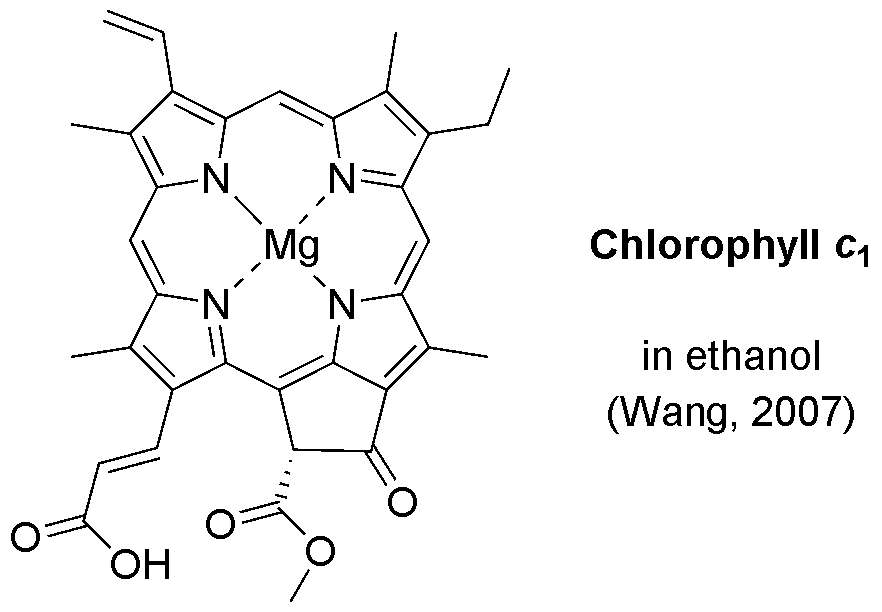 N
N
Mg
N
N
O
O
O
OH
O
O
Chlorophyll c1
in ethanol
(Wang, 2007)